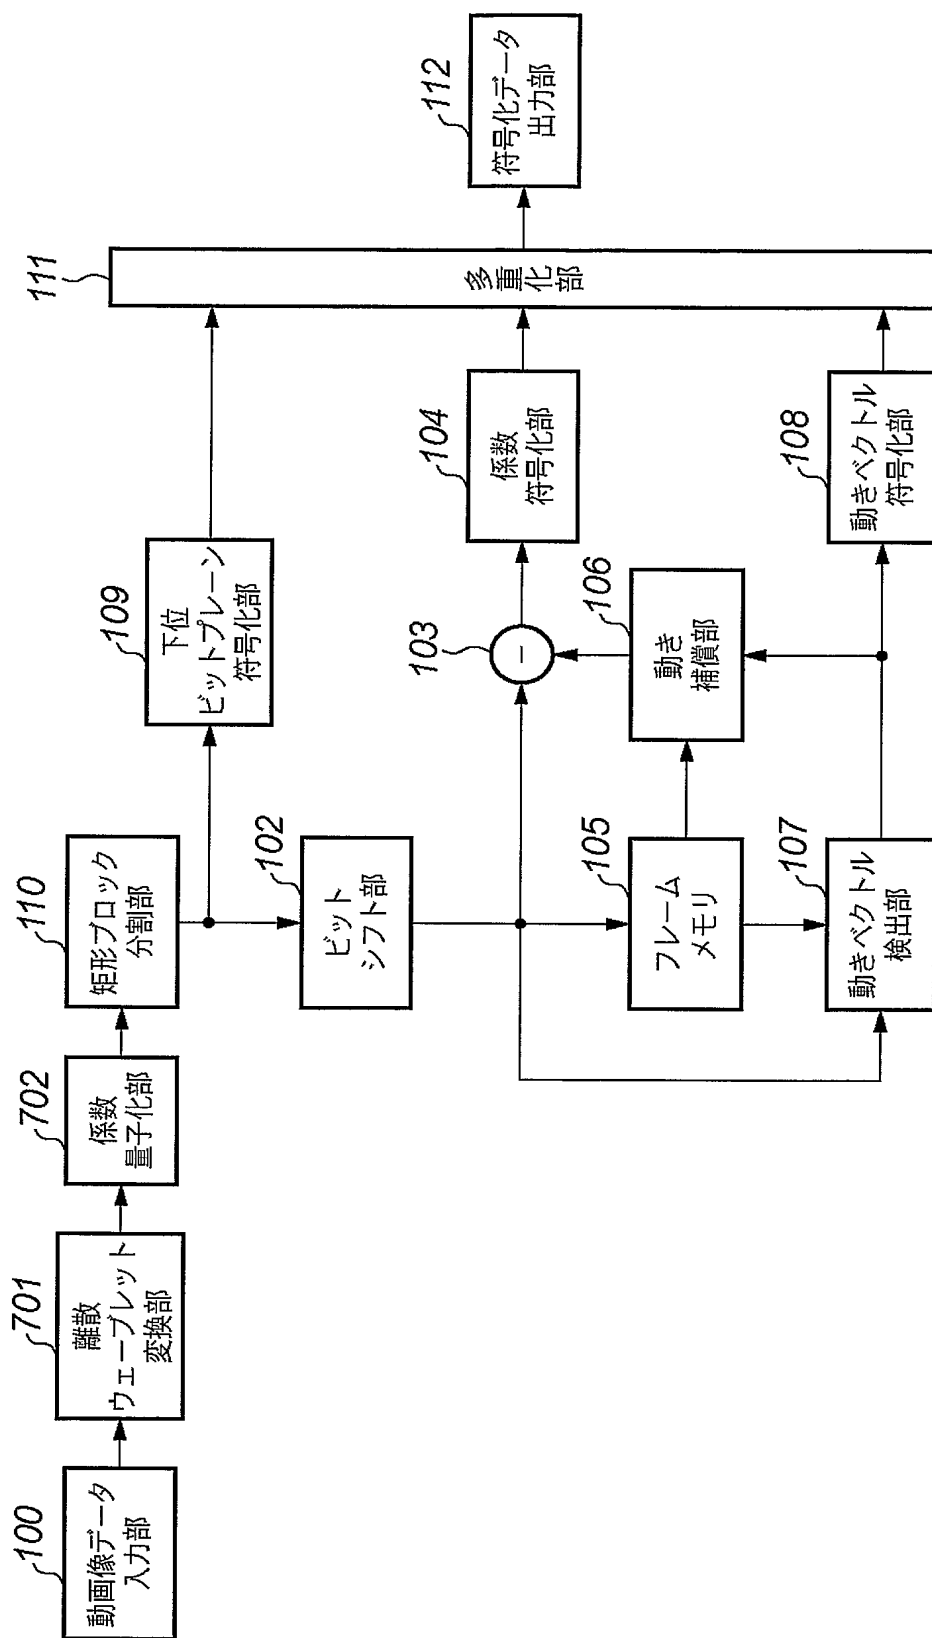 100
動画像データ
入力部
701
離散
ウェーブレット
変換部
702
係数
量子化部
110
矩形ブロック
分割部
109
下位
ビットプレーン
符号化部
102
ビット
シフト部
103
−
104
係数
符号化部
105
フレーム
メモリ
106
動き
補償部
107
動きベクトル
検出部
108
動きベクトル
符号化部
111
多重化部
112
符号化データ
出力部